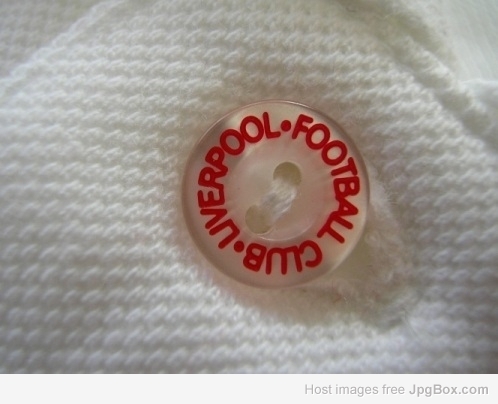 LIVERPOOL • FOOTBALL CLUB •
Host images free JpgBox.com